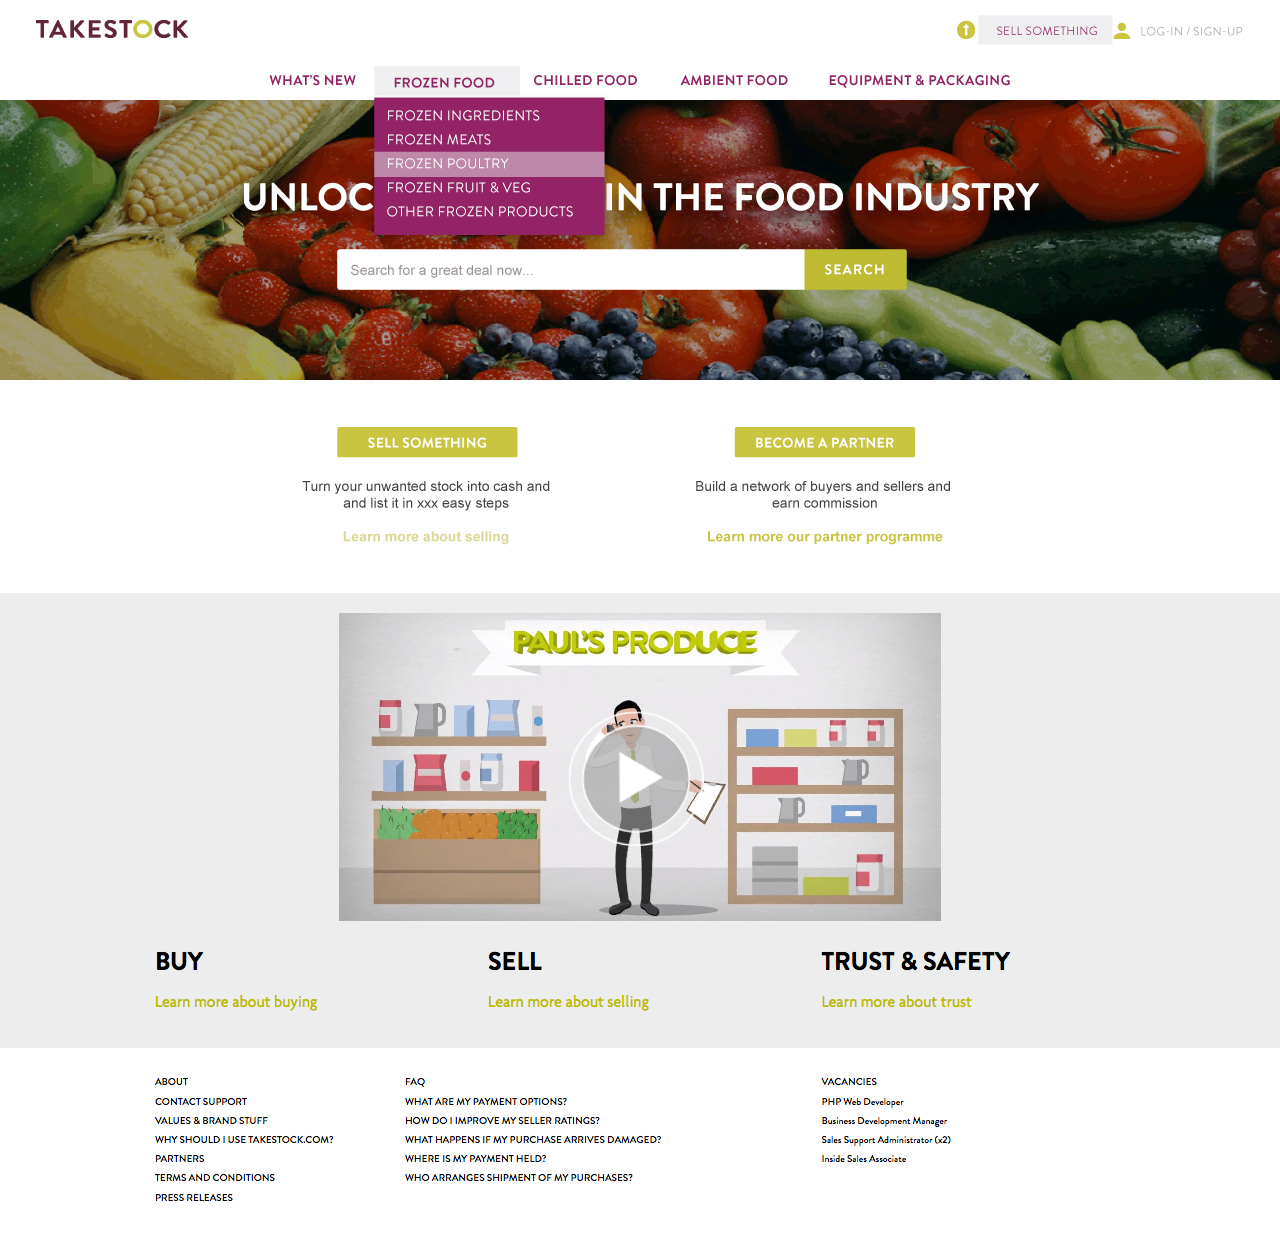 TAKESTOCK
SELL SOMETHING
LOG-IN / SIGN-UP
WHAT'S NEW
FROZEN FOOD
CHILLED FOOD
AMBIENT FOOD
EQUIPMENT & PACKAGING
FROZEN INGREDIENTS
FROZEN MEATS
FROZEN POULTRY
FROZEN FRUIT & VEG
OTHER FROZEN PRODUCTS
UNLOC IN THE FOOD INDUSTRY
Search for a great deal now...
SEARCH
SELL SOMETHING
Turn your unwanted stock into cash and
and list it in xxx easy steps
Learn more about selling
BECOME A PARTNER
Build a network of buyers and sellers and
earn commission
Learn more our partner programme
PAUL'S PRODUCE
BUY
Learn more about buying
SELL
Learn more about selling
TRUST & SAFETY
Learn more about trust
ABOUT
CONTACT SUPPORT
VALUES & BRAND STUFF
WHY SHOULD I USE TAKESTOCK.COM?
PARTNERS
TERMS AND CONDITIONS
PRESS RELEASES
FAQ
WHAT ARE MY PAYMENT OPTIONS?
HOW DO I IMPROVE MY SELLER RATINGS?
WHAT HAPPENS IF MY PURCHASE ARRIVES DAMAGED?
WHERE IS MY PAYMENT HELD?
WHO ARRANGES SHIPMENT OF MY PURCHASES?
VACANCIES
PHP Web Developer
Business Development Manager
Sales Support Administrator (x2)
Inside Sales Associate